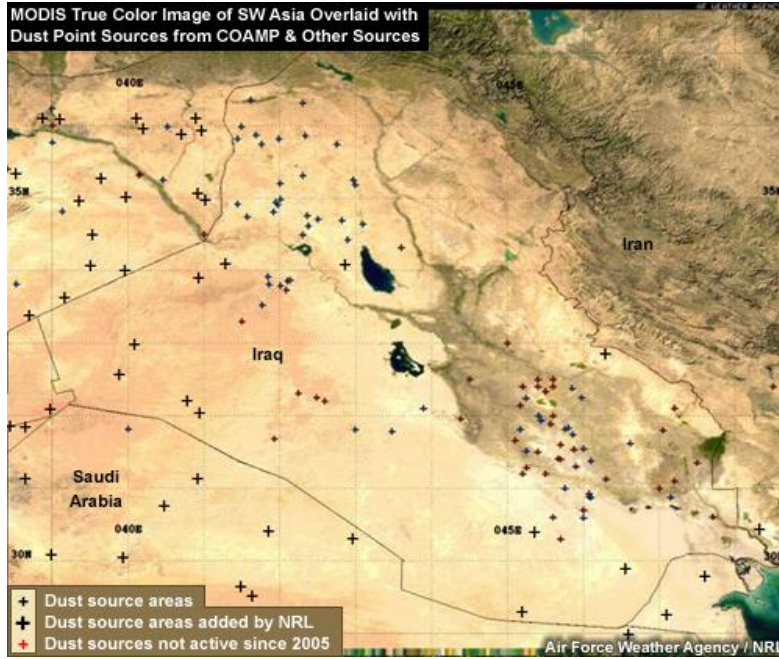 MODIS True Color Image of SW Asia Overlaid with
Dust Point Sources from COAMP & Other Sources
040E
045E
35N
35
Iran
Iraq
Saudi
Arabia
040E
045E
30N
30
Dust source areas
Dust source areas added by NRL
Dust sources not active since 2005
Air Force Weather Agency / NRL